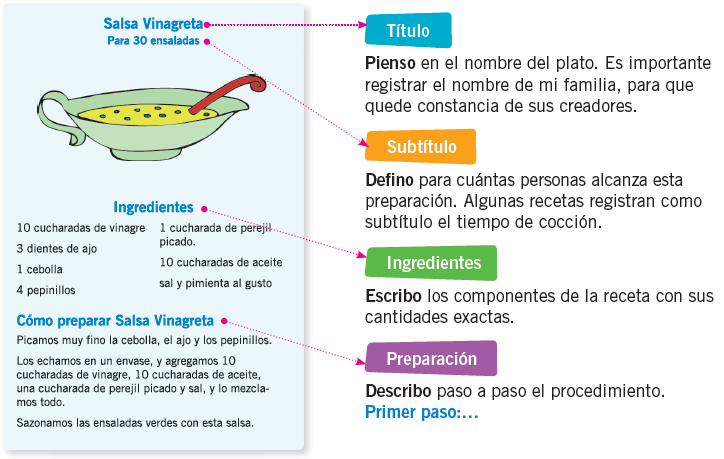 Salsa Vinagreta
Para 30 ensaladas
Ingredientes
10 cucharadas de vinagre
3 dientes de ajo
1 cebolla
4 pepinillos
1 cucharada de perejil
picado.
10 cucharadas de aceite
sal y pimienta al gusto
Cómo preparar Salsa Vinagreta
Picamos muy fino la cebolla, el ajo y los pepinillos.
Los echamos en un envase, y agregamos 10
cucharadas de vinagre, 10 cucharadas de aceite,
una cucharada de perejil picado y sal, y lo mezcla-
mos todo.
Sazonamos las ensaladas verdes con esta salsa.
Título
Pienso en el nombre del plato. Es importante
registrar el nombre de mi familia, para que
quede constancia de sus creadores.
Subtítulo
Defino para cuántas personas alcanza esta
preparación. Algunas recetas registran como
subtítulo el tiempo de cocción.
Ingredientes
Escribo los componentes de la receta con sus
cantidades exactas.
Preparación
Describo paso a paso el procedimiento.
Primer paso:…